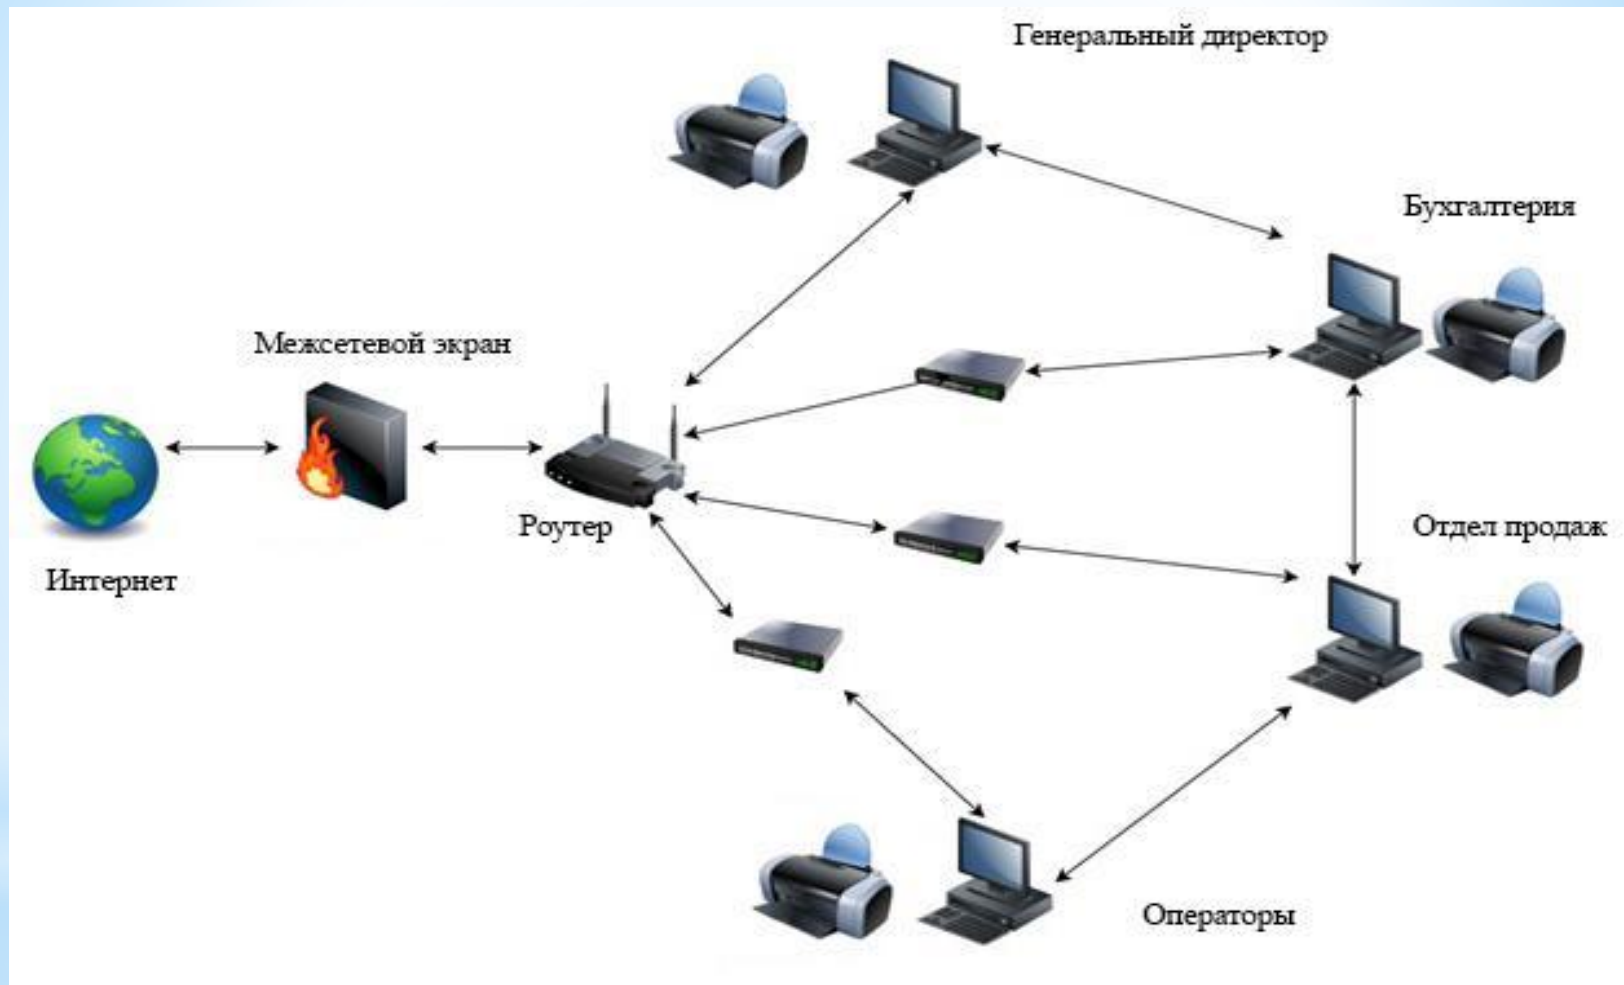 Генеральный директор
Бухгалтерия
Межсетевой экран
Роутер
Отдел продаж
Интернет
Операторы